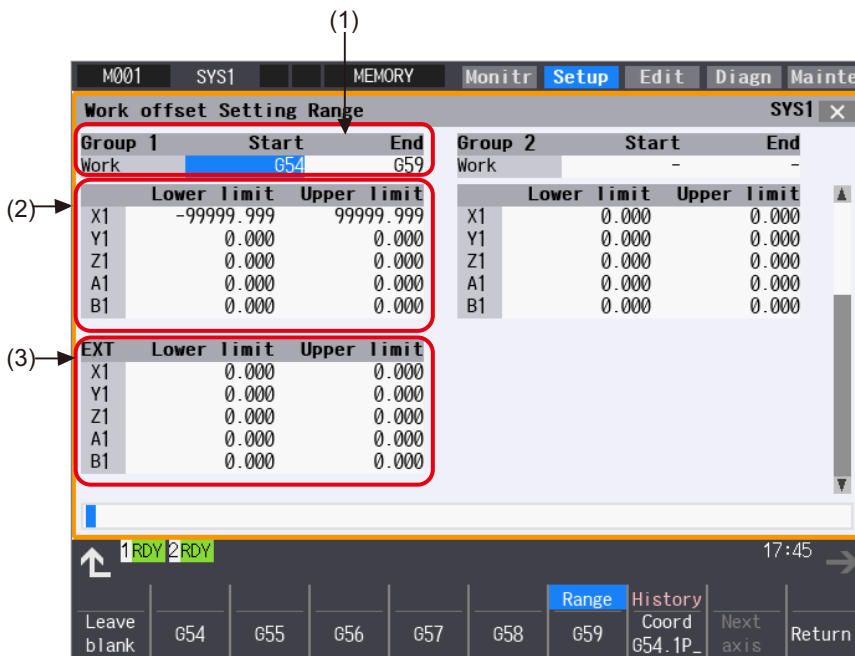 (1)
M001 SYS1 MEMORY Monitr Setup Edit Diagn Mainte
Work offset Setting Range SYS1
Group 1 Start End
Work G54 G59
Group 2 Start End
Work - -
(2)
Lower limit Upper limit
X1 -99999.999 99999.999
Y1 0.000 0.000
Z1 0.000 0.000
A1 0.000 0.000
B1 0.000 0.000
Lower limit Upper limit
X1 0.000 0.000
Y1 0.000 0.000
Z1 0.000 0.000
A1 0.000 0.000
B1 0.000 0.000
(3)
EXT Lower limit Upper limit
X1 0.000 0.000
Y1 0.000 0.000
Z1 0.000 0.000
A1 0.000 0.000
B1 0.000 0.000
1 RDY 2 RDY 17:45
Range History
Leave blank
G54
G55
G56
G57
G58
G59
Coord
G54.1P_
Next
axis
Return